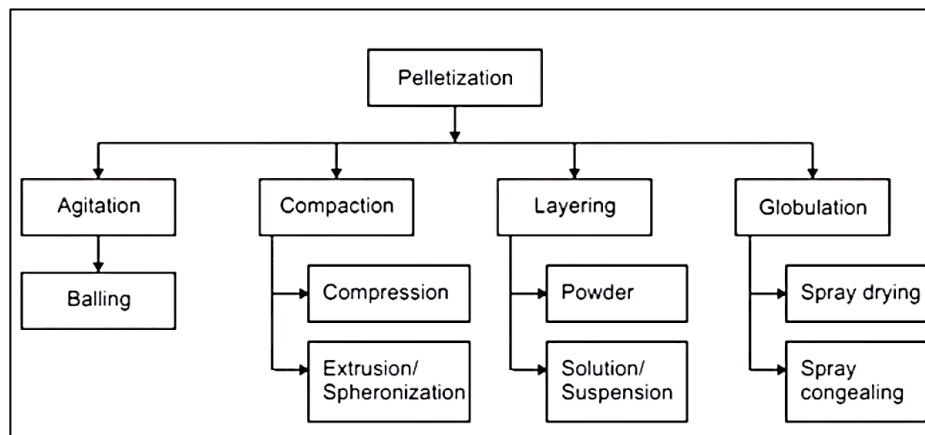 Pelletization
Agitation
Compaction
Layering
Globulation
Balling
Compression
Powder
Spray drying
Extrusion/
Spheronization
Solution/
Suspension
Spray
congealing